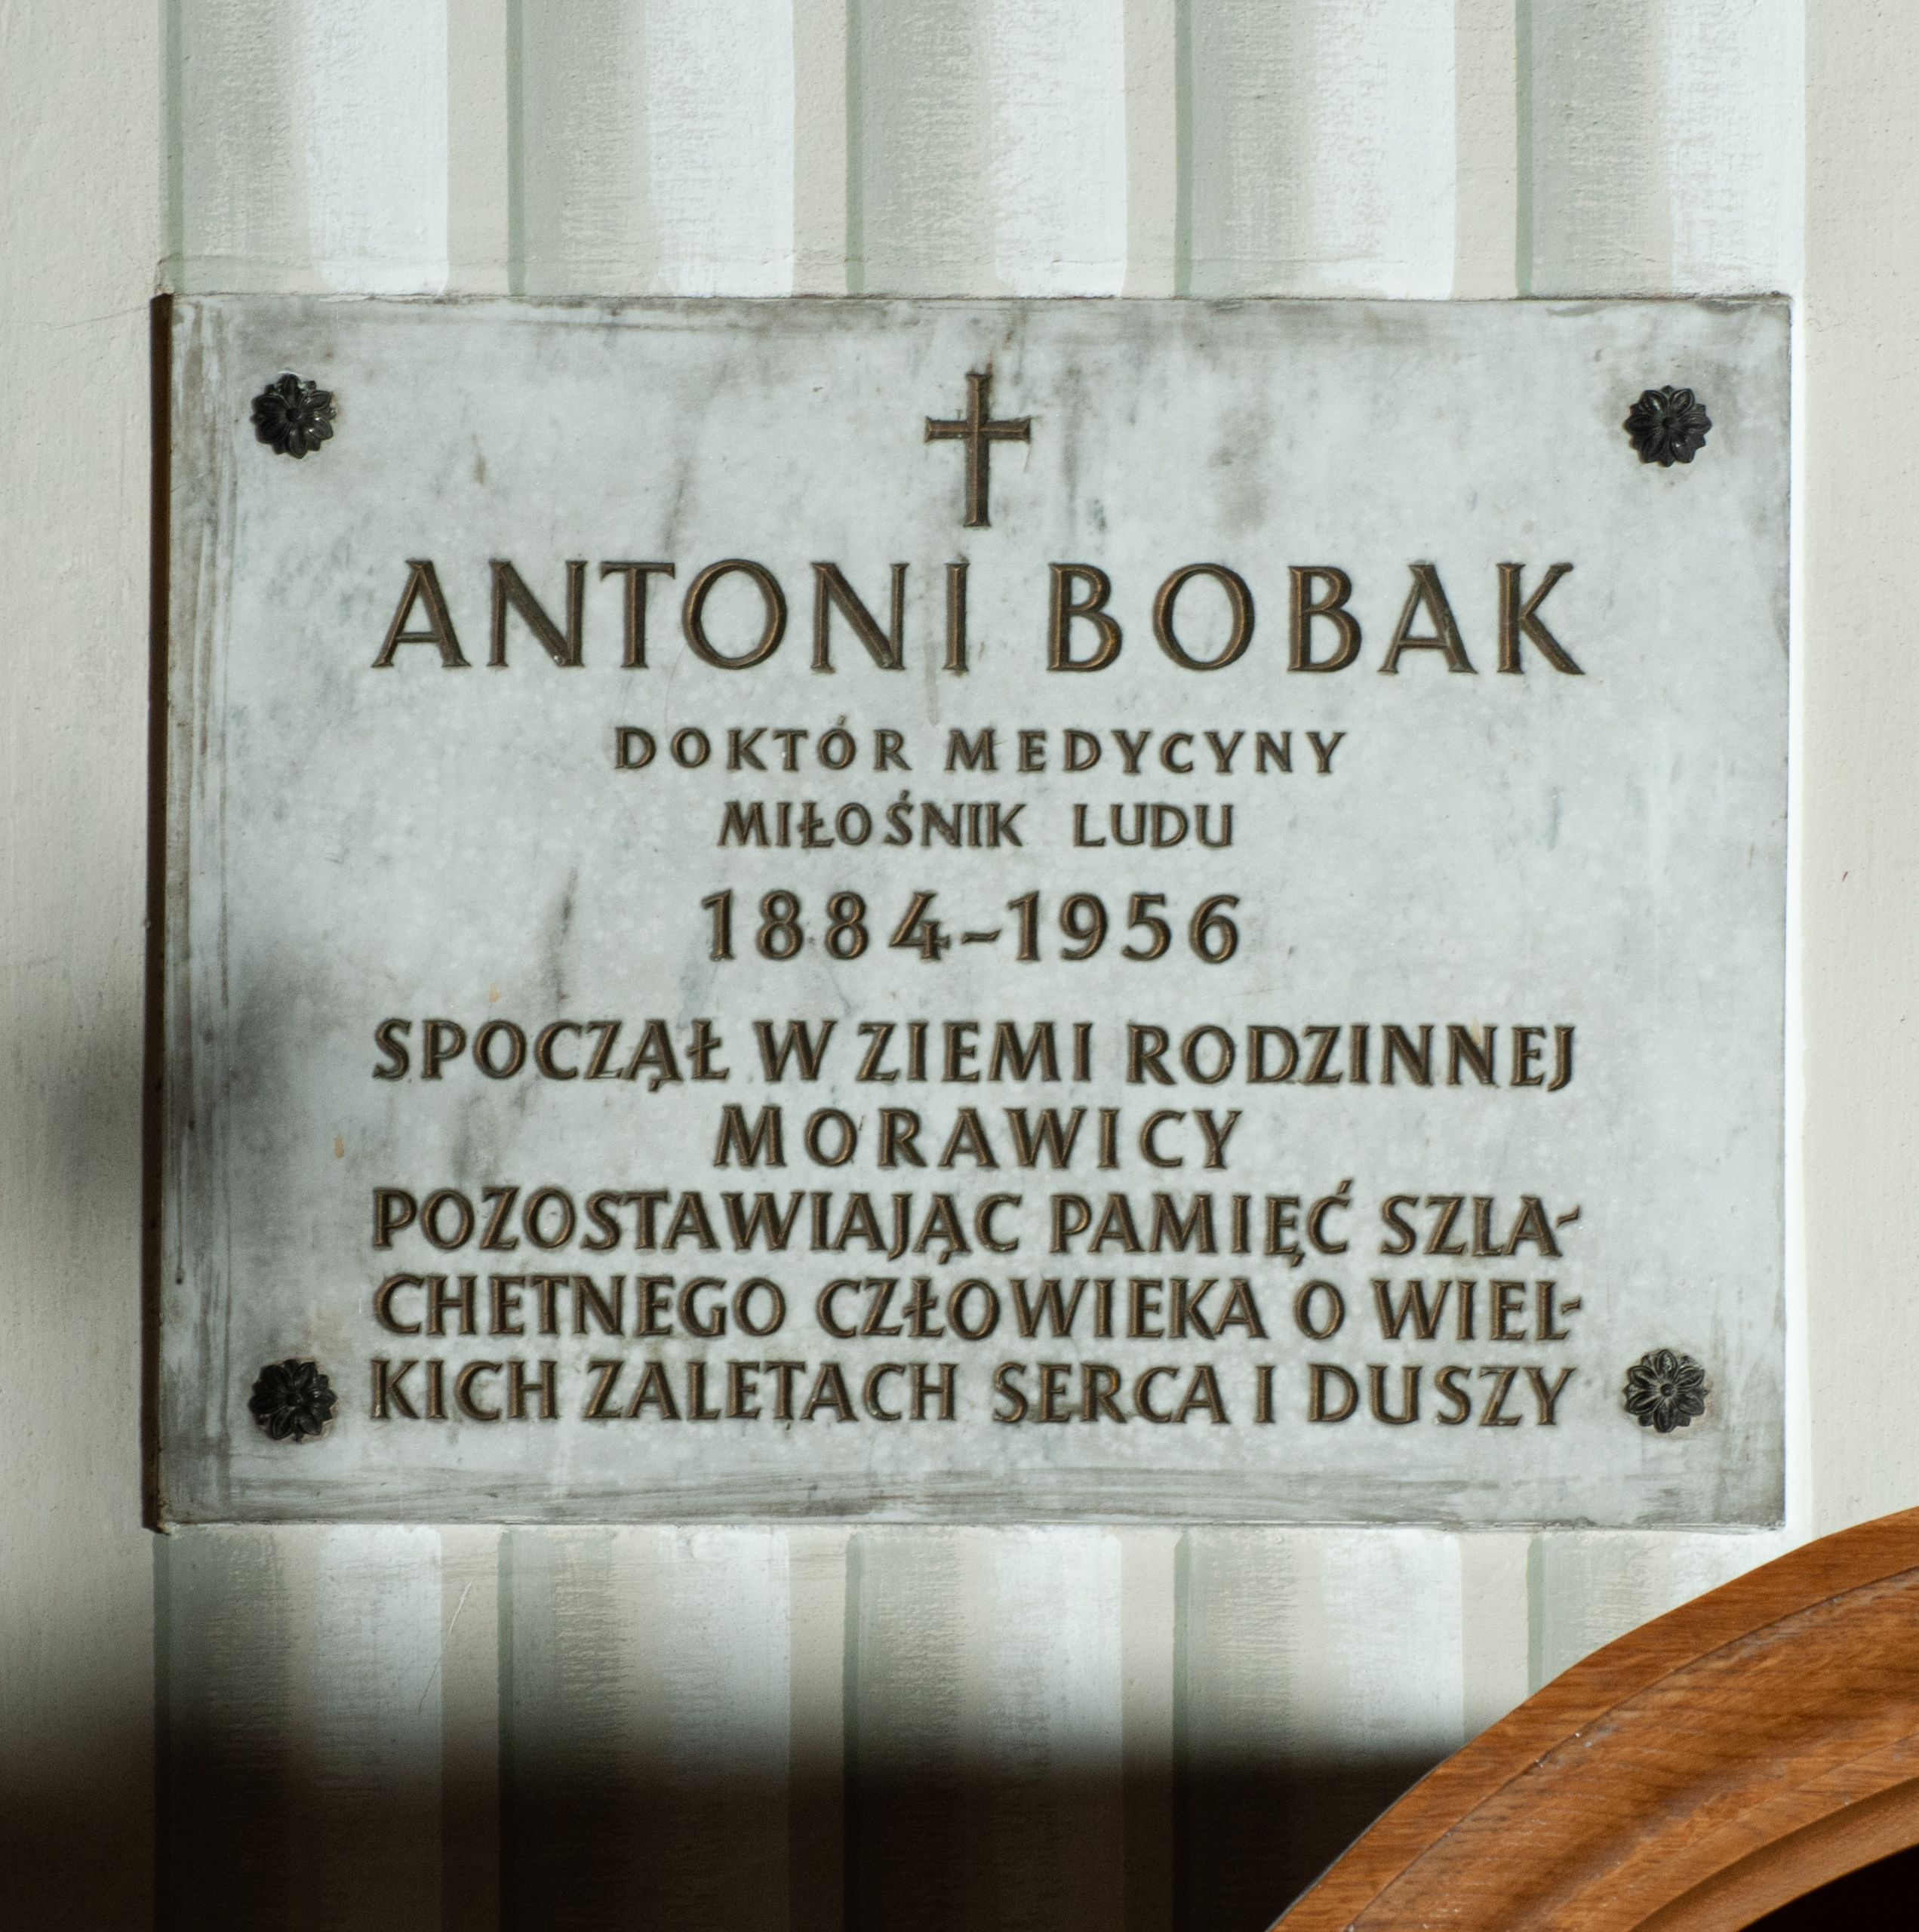 ANTONI BOBAK
DOKTÓR MEDYCYNY
MIŁOŚNIK LUDU
1884-1956
SPOCZĄŁ W ZIEMI RODZINNEJ
MORAWICY
POZOSTAWIAJĄC PAMIĘĆ SZLA-
CHETNEGO CZŁOWIEKA O WIEL-
KICH ZALETACH SERCA I DUSZY